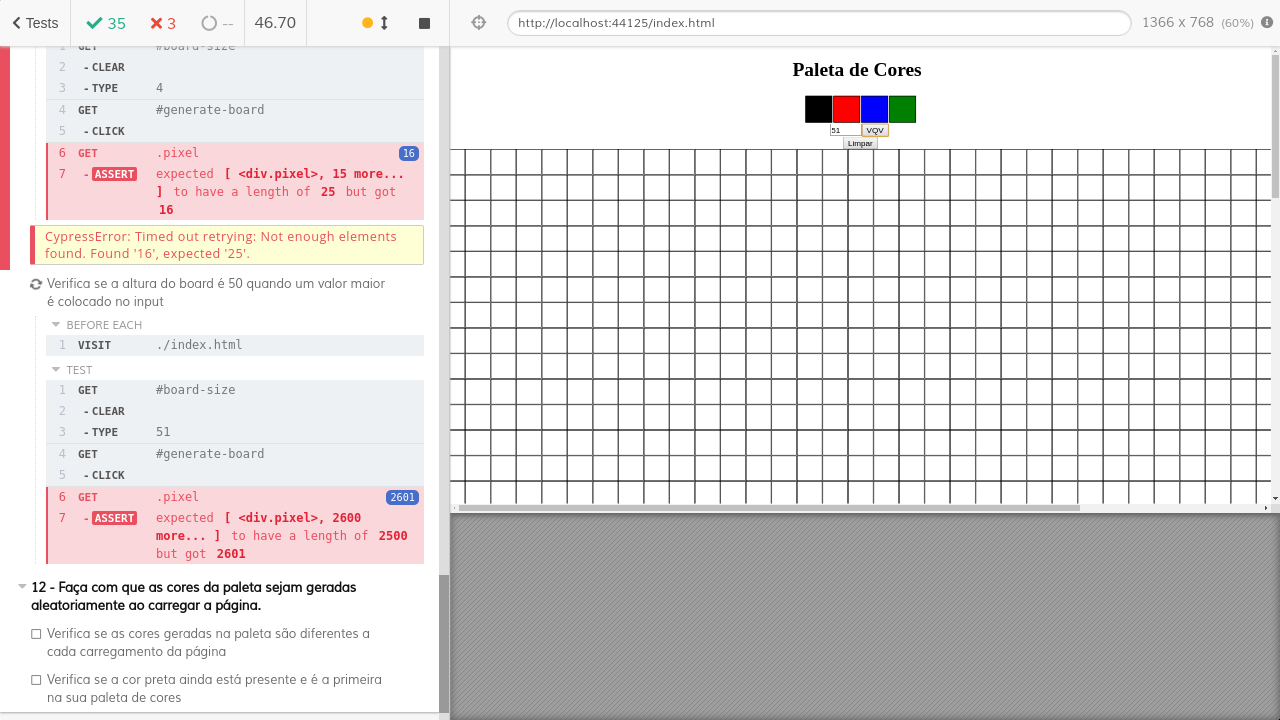 Tests
35
3
--
46.70
1 GET #board-size
2 - CLEAR
3 - TYPE 4
4 GET #generate-board
5 - CLICK
6 GET .pixel 16
7 - ASSERT expected [ <div.pixel>, 15 more...
] to have a length of 25 but got
16
CypressError: Timed out retrying: Not enough elements
found. Found '16', expected '25'.
Verifica se a altura do board é 50 quando um valor maior
é colocado no input
BEFORE EACH
1 VISIT ./index.html
TEST
1 GET #board-size
2 - CLEAR
3 - TYPE 51
4 GET #generate-board
5 - CLICK
6 GET .pixel 2601
7 - ASSERT expected [ <div.pixel>, 2600
more... ] to have a length of 2500
but got 2601
12 - Faça com que as cores da paleta sejam geradas
aleatoriamente ao carregar a página.
Verifica se as cores geradas na paleta são diferentes a
cada carregamento da página
Verifica se a cor preta ainda está presente e é a primeira
na sua paleta de cores
http://localhost:44125/index.html
1366 x 768 (60%)
Paleta de Cores
51 VQV
Limpar